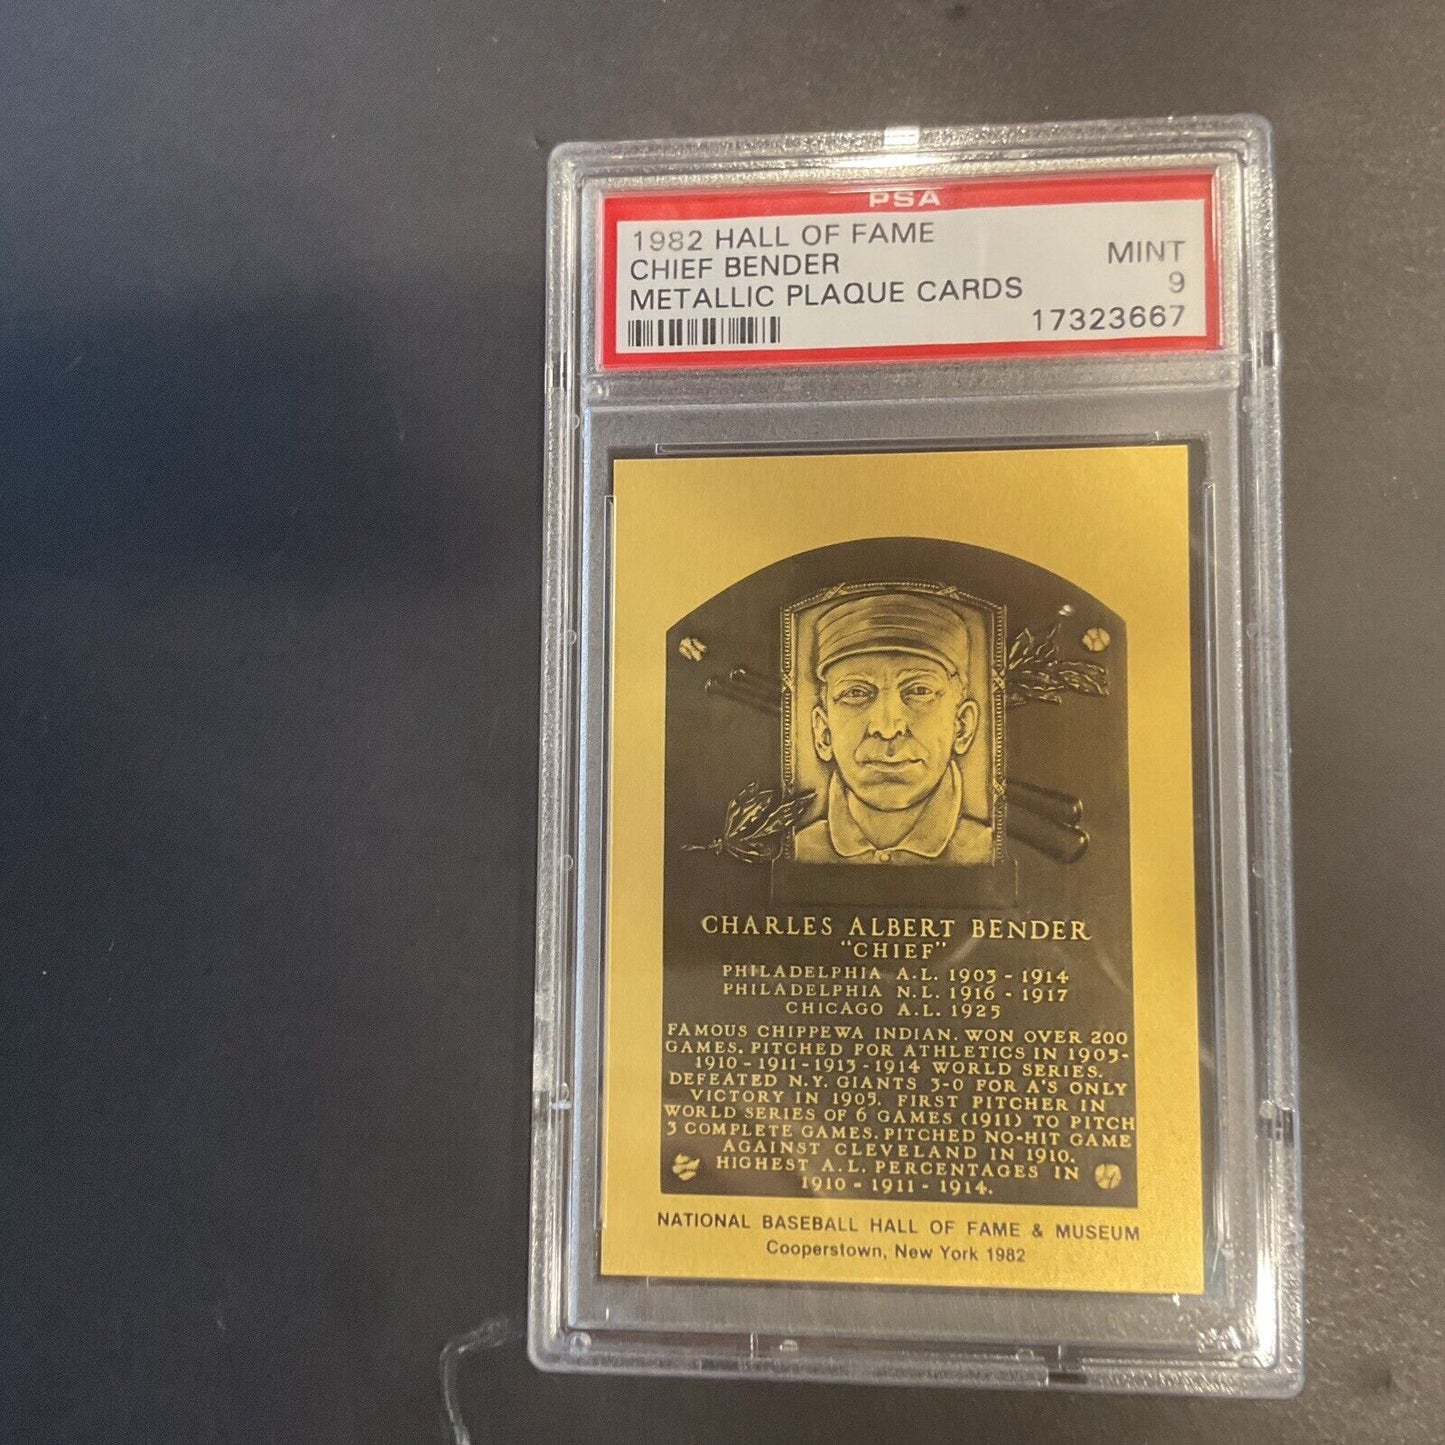 PSA
1982 HALL OF FAME
CHIEF BENDER
METALLIC PLAQUE CARDS
MINT
9
17323667
CHARLES ALBERT BENDER
"CHIEF"
PHILADELPHIA A.L. 1903 - 1914
PHILADELPHIA N.L. 1916 - 1917
CHICAGO A.L. 1925
FAMOUS CHIPPEWA INDIAN. WON OVER 200
GAMES. PITCHED FOR ATHLETICS IN 1905-
1910 - 1911 - 1913 - 1914 WORLD SERIES.
DEFEATED N.Y. GIANTS 3-0 FOR A'S ONLY
VICTORY IN 1905. FIRST PITCHER IN
WORLD SERIES OF 6 GAMES (1911) TO PITCH
3 COMPLETE GAMES. PITCHED NO-HIT GAME
AGAINST CLEVELAND IN 1910.
HIGHEST A.L. PERCENTAGES IN
1910 - 1911 - 1914.
NATIONAL BASEBALL HALL OF FAME & MUSEUM
Cooperstown, New York 1982